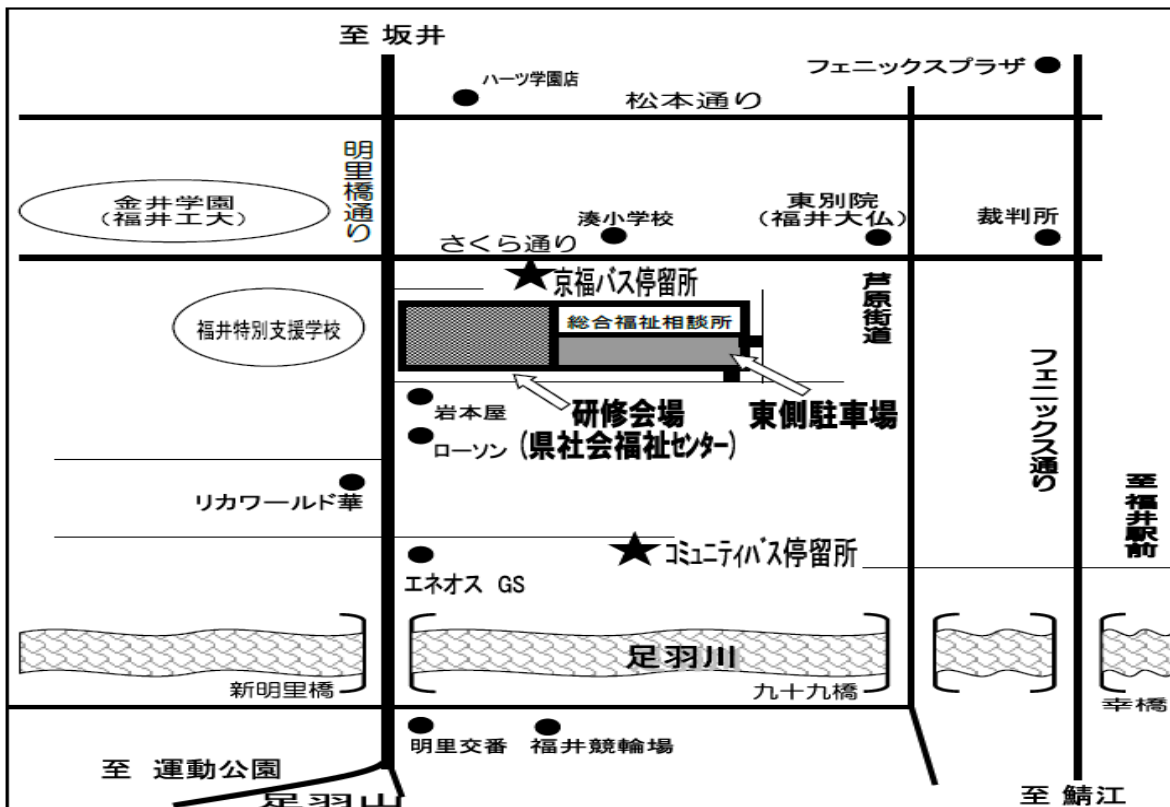 至 坂井
ハーツ学園店
フェニックスプラザ
松本通り
明里橋通り
金井学園
(福井工大)
湊小学校
東別院
(福井大仏)
裁判所
さくら通り
京福バス停留所
芦原街道
総合福祉相談所
福井特別支援学校
フェニックス通り
岩本屋
研修会場
(県社会福祉センター)
東側駐車場
ローソン
リカワールド華
至 福井駅前
コミュニティバス停留所
エネオス GS
足羽川
新明里橋
九十九橋
幸橋
明里交番
福井競輪場
至 運動公園
足羽山
至 鯖江